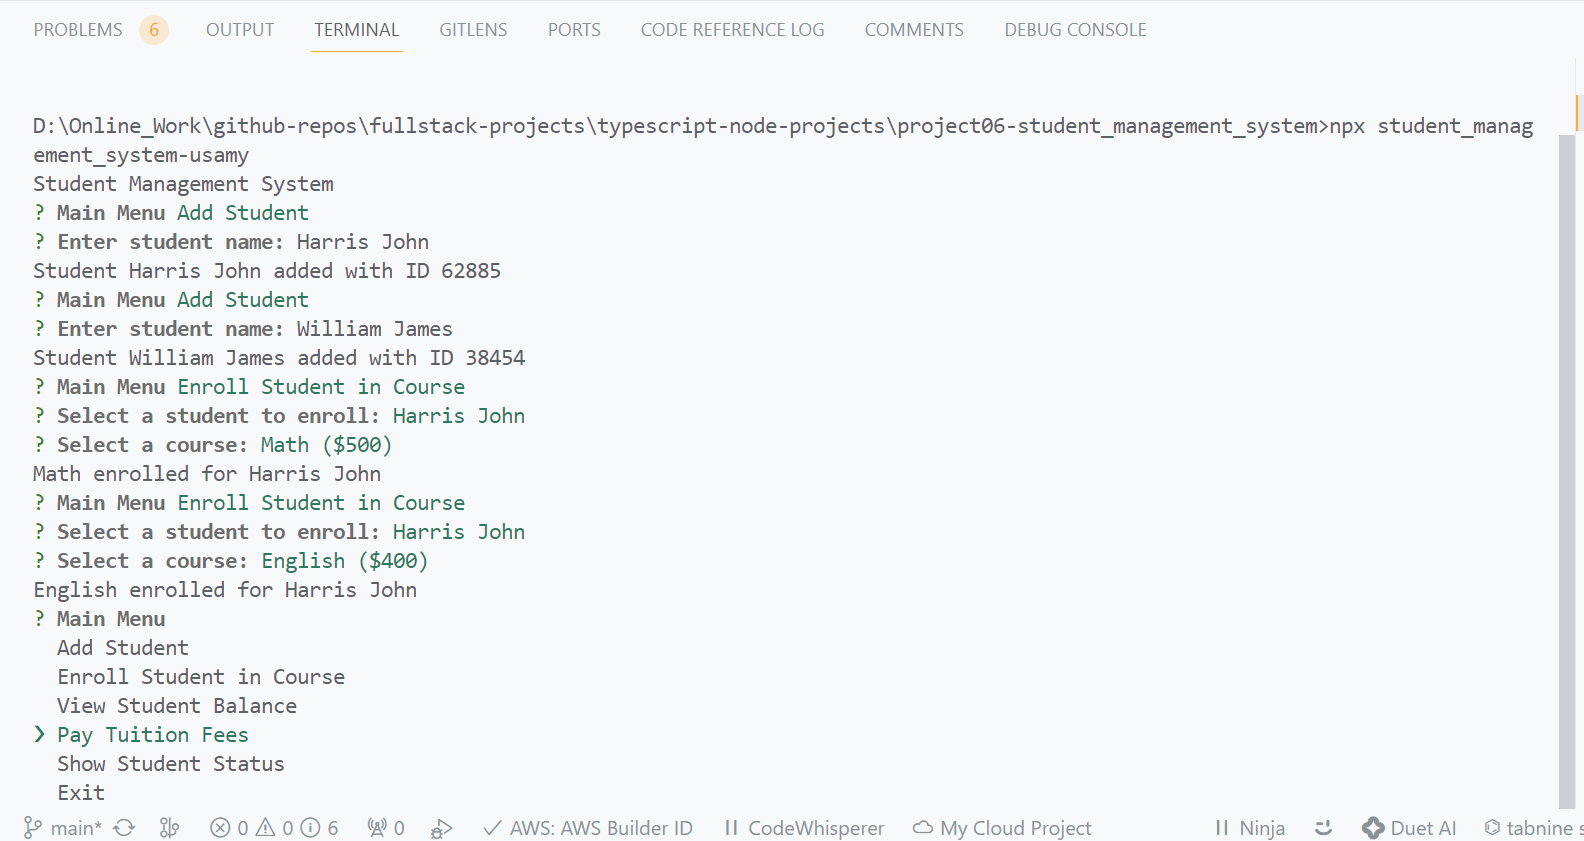 PROBLEMS 6 OUTPUT TERMINAL GITLENS PORTS CODE REFERENCE LOG COMMENTS DEBUG CONSOLE
D:\Online_Work\github-repos\fullstack-projects\typescript-node-projects\project06-student_management_system>npx student_manag
ement_system-usamy
Student Management System
? Main Menu Add Student
? Enter student name: Harris John
Student Harris John added with ID 62885
? Main Menu Add Student
? Enter student name: William James
Student William James added with ID 38454
? Main Menu Enroll Student in Course
? Select a student to enroll: Harris John
? Select a course: Math ($500)
Math enrolled for Harris John
? Main Menu Enroll Student in Course
? Select a student to enroll: Harris John
? Select a course: English ($400)
English enrolled for Harris John
? Main Menu
Add Student
Enroll Student in Course
View Student Balance
❯ Pay Tuition Fees
Show Student Status
Exit
main* 0 0 6 0 AWS: AWS Builder ID CodeWhisperer My Cloud Project Ninja Duet AI tabnine s